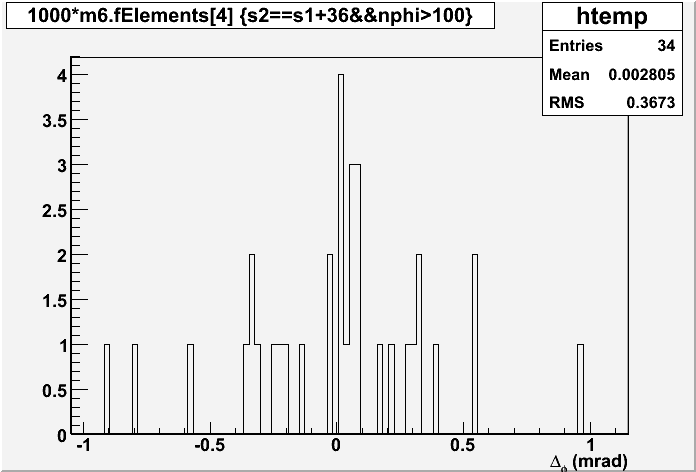 1000*m6.fElements[4] {s2==s1+36&&nphi>100}
htemp
Entries 34
Mean 0.002805
RMS 0.3673
4
3.5
3
2.5
2
1.5
1
0.5
0
-1 -0.5 0 0.5 1
Δφ (mrad)